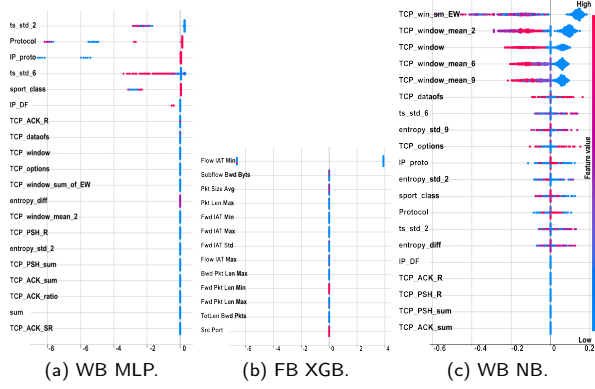 ts_std_2
Protocol
IP_proto
ts_std_6
sport_class
IP_DF
TCP_ACK_R
TCP_dataofs
TCP_window
TCP_options
TCP_window_sum_of_EW
entropy_diff
TCP_window_mean_2
TCP_PSH_R
entropy_std_2
TCP_PSH_sum
TCP_ACK_sum
TCP_ACK_ratio
sum
TCP_ACK_SR
-8 -6 -4 -2 0
(a) WB MLP.
Flow IAT Min
Subflow Bwd Byts
Pkt Size Avg
Pkt Len Max
Fwd IAT Min
Fwd IAT Max
Fwd IAT Std
Flow IAT Max
Bwd Pkt Len Max
Fwd Pkt Len Min
Fwd Pkt Len Max
TotLen Bwd Pkts
Src Port
-6 -4 -2 0 2 4
(b) FB XGB.
TCP_win_sm_EW
TCP_window_mean_2
TCP_window
TCP_window_mean_6
TCP_window_mean_9
TCP_dataofs
ts_std_6
entropy_std_9
TCP_options
IP_proto
entropy_std_2
sport_class
Protocol
ts_std_2
entropy_diff
IP_DF
TCP_ACK_R
TCP_PSH_R
TCP_PSH_sum
TCP_ACK_sum
-0.6 -0.4 -0.2 0 0.2
High
Feature value
Low
(c) WB NB.